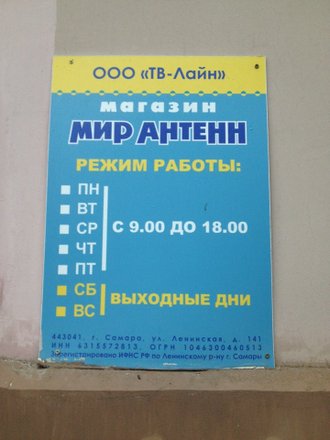 ООО «ТВ-Лайн»
магазин
МИР АНТЕНН
РЕЖИМ РАБОТЫ:
ПН
ВТ
СР
ЧТ
ПТ
С 9.00 ДО 18.00
СБ
ВС
ВЫХОДНЫЕ ДНИ
443041, г. Самара, ул. Ленинская, д. 141
ИНН 6315572813, ОГРН 1046300460513
Зарегистрировано ИФНС РФ по Ленинскому р-ну г. Самары